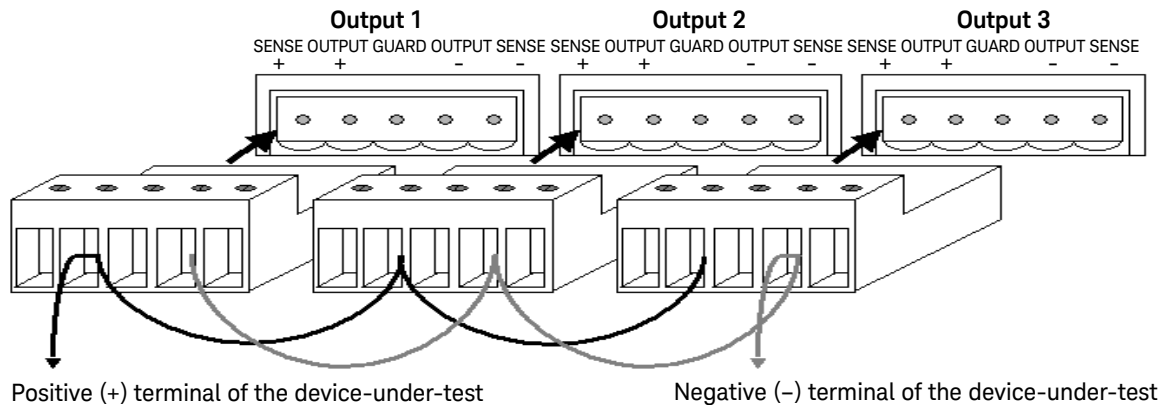 Output 1 Output 2 Output 3
SENSE OUTPUT GUARD OUTPUT SENSE SENSE OUTPUT GUARD OUTPUT SENSE SENSE OUTPUT GUARD OUTPUT SENSE
+ + – – + + – – + + – –
Positive (+) terminal of the device-under-test Negative (–) terminal of the device-under-test